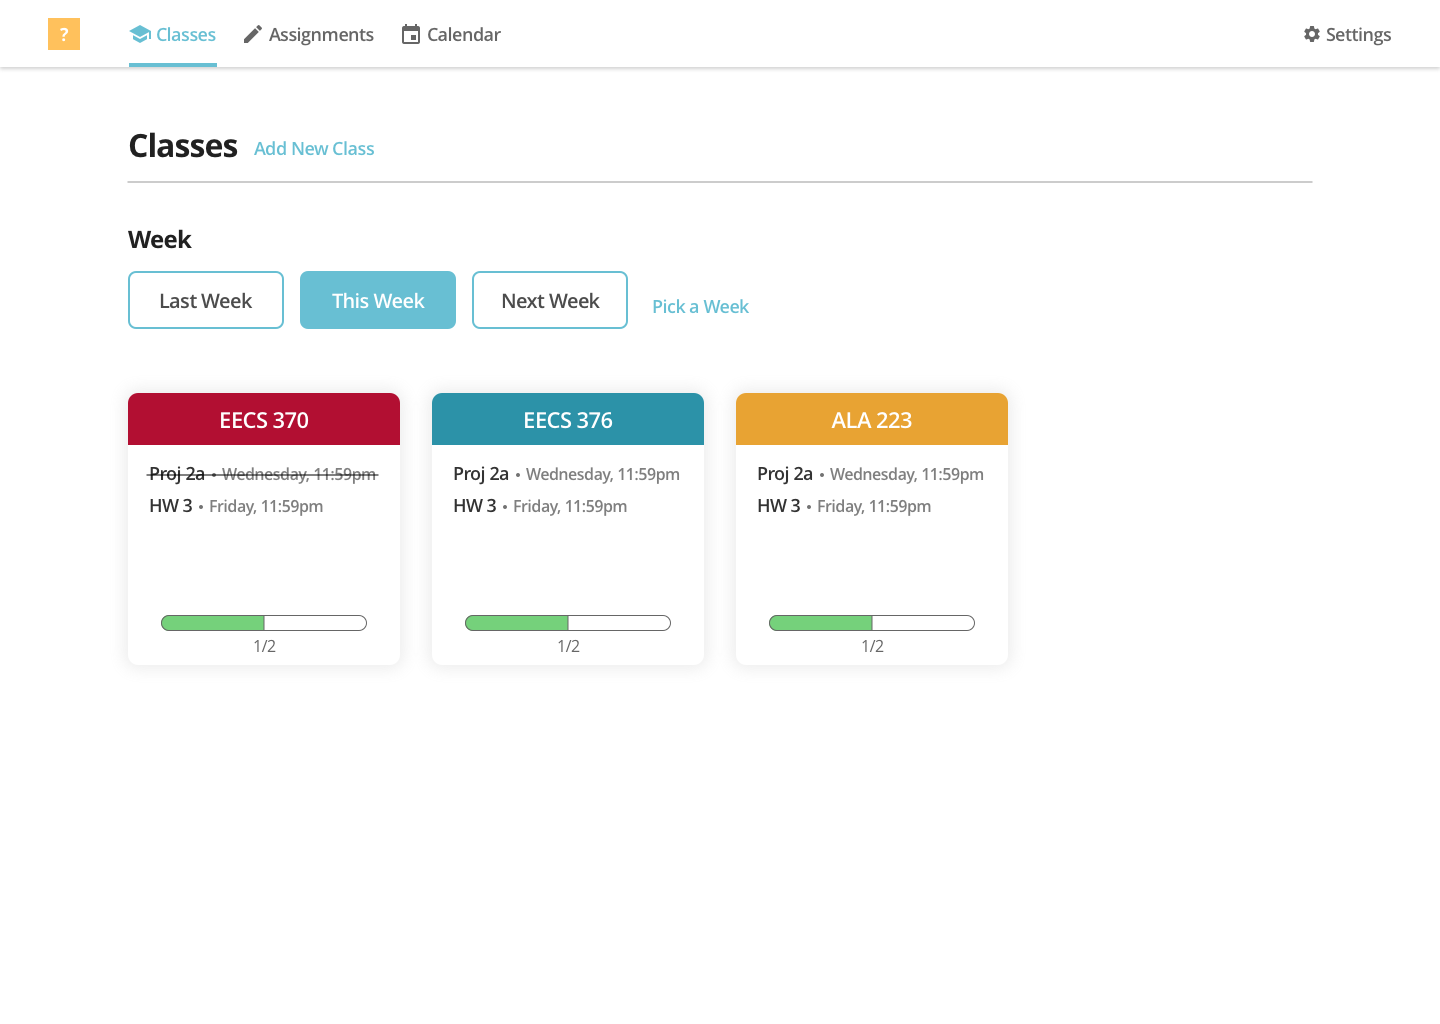 ?
Classes
Assignments
Calendar
Settings
Classes
Add New Class
Week
Last Week
This Week
Next Week
Pick a Week
EECS 370
Proj 2a • Wednesday, 11:59pm
HW 3 • Friday, 11:59pm
1/2
EECS 376
Proj 2a • Wednesday, 11:59pm
HW 3 • Friday, 11:59pm
1/2
ALA 223
Proj 2a • Wednesday, 11:59pm
HW 3 • Friday, 11:59pm
1/2